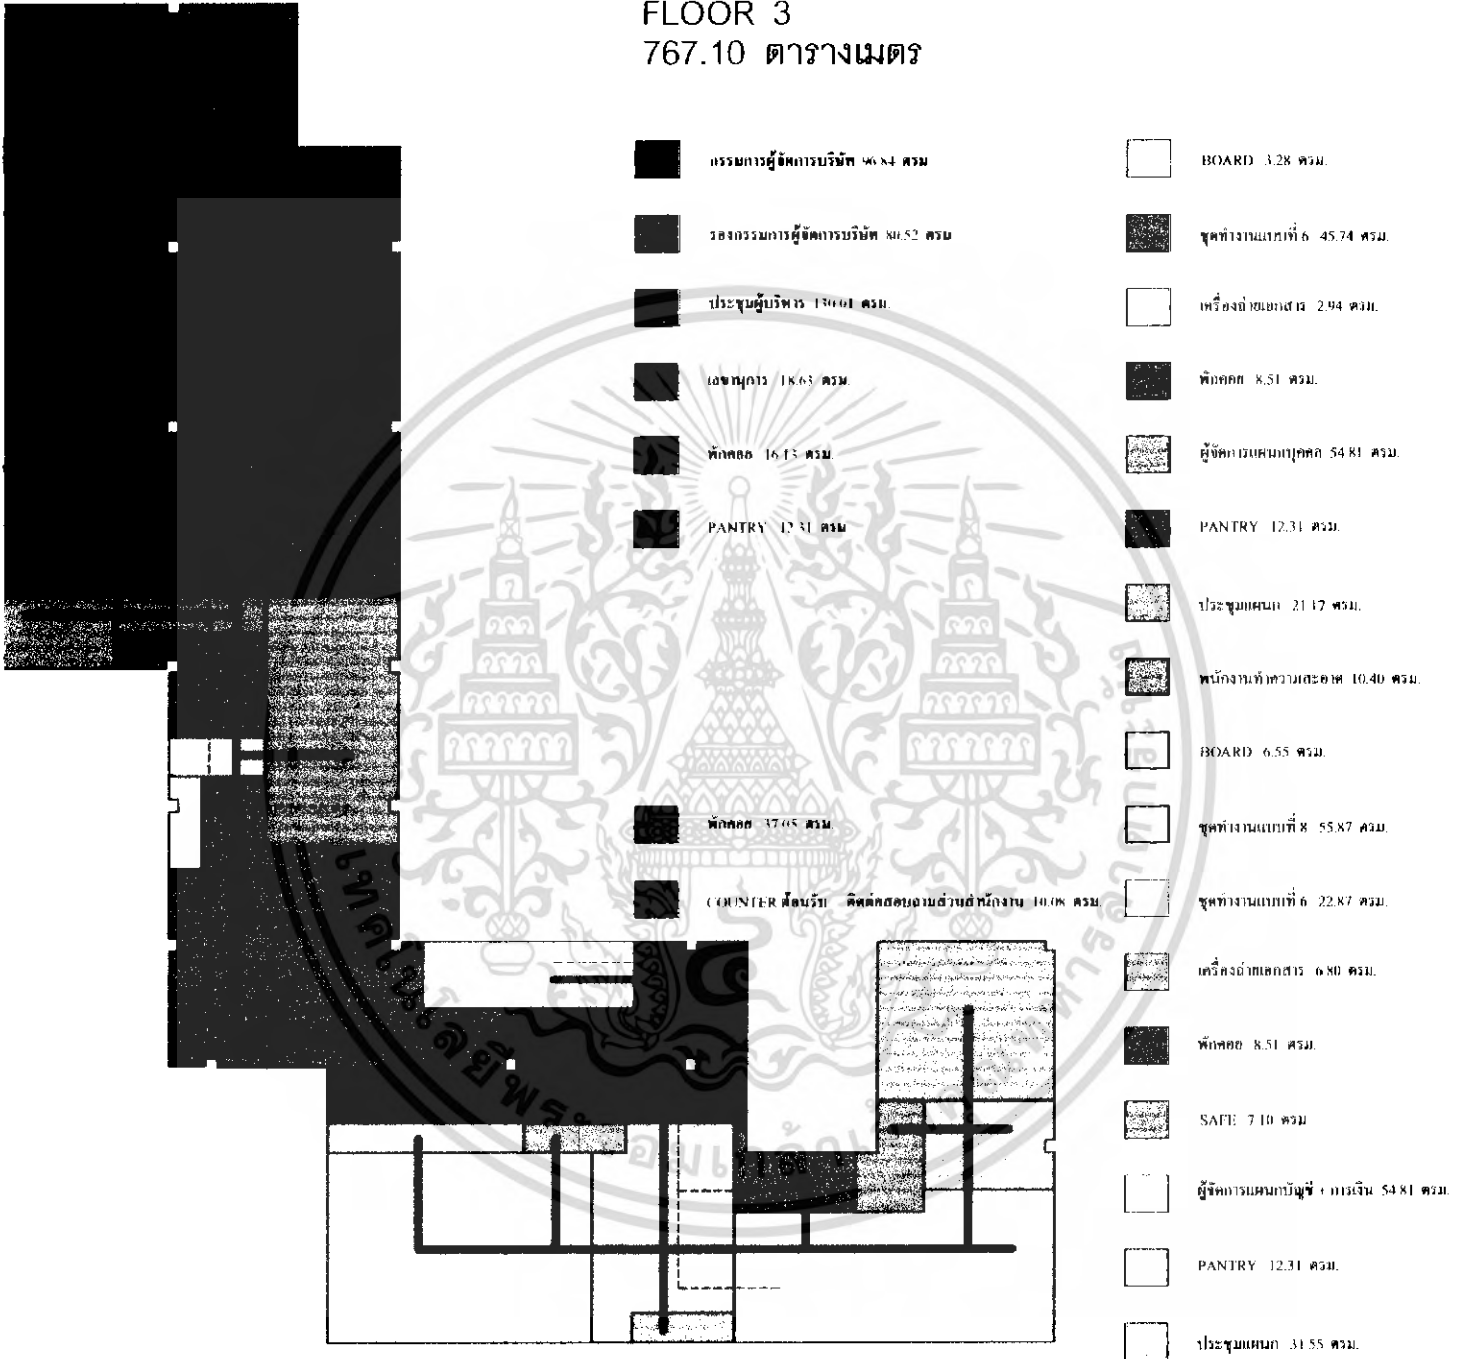 FLOOR 3
767.10 ตารางเมตร
กรรมการผู้จัดการบริษัท 96.84 ตรม
รองกรรมการผู้จัดการบริษัท 80.52 ตรม
ประชุมผู้บริหาร 130.01 ตรม.
เลขานุการ 18.63 ตรม.
พักคอย 16.13 ตรม.
PANTRY 12.31 ตรม
พักคอย 37.05 ตรม.
COUNTER ต้อนรับ ติดต่อสอบถามส่วนสำนักงาน 10.08 ตรม.
BOARD 3.28 ตรม.
ชุดทำงานแบบที่ 6 45.74 ตรม.
เครื่องถ่ายเอกสาร 2.94 ตรม.
พักคอย 8.51 ตรม.
ผู้จัดการแผนกบุคคล 54.81 ตรม.
PANTRY 12.31 ตรม.
ประชุมแผนก 21.17 ตรม.
พนักงานทำความสะอาด 10.40 ตรม.
BOARD 6.55 ตรม.
ชุดทำงานแบบที่ 8 55.87 ตรม.
ชุดทำงานแบบที่ 6 22.87 ตรม.
เครื่องถ่ายเอกสาร 6.80 ตรม.
พักคอย 8.51 ตรม.
SAFE 7.10 ตรม
ผู้จัดการแผนกบัญชี + การเงิน 54.81 ตรม.
PANTRY 12.31 ตรม.
ประชุมแผนก 31.55 ตรม.